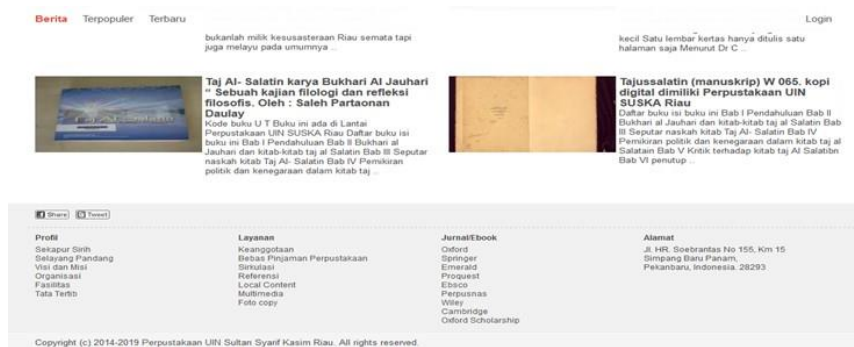 Berita Terpopuler Terbaru
Login
bukanlah milik kesusasteraan Riau semata tapi
juga melayu pada umumnya ...
kecil Satu lembar kertas hanya ditulis satu
halaman saja Menurut Dr C ...
Taj Al- Salatin karya Bukhari Al Jauhari
" Sebuah kajian filologi dan refleksi
filosofis. Oleh : Saleh Partaonan
Daulay
Kode buku U T Buku ini ada di Lantai
Perpustakaan UIN SUSKA Riau Daftar buku isi
buku ini Bab I Pendahuluan Bab II Bukhari al
Jauhari dan kitab-kitab taj al Salatin Bab III Seputar
naskah kitab Taj Al- Salatin Bab IV Pemikiran
politik dan kenegaraan dalam kitab taj ...
Tajussalatin (manuskrip) W 065. kopi
digital dimiliki Perpustakaan UIN
SUSKA Riau
Daftar buku isi buku ini Bab I Pendahuluan Bab II
Bukhari al Jauhari dan kitab-kitab taj al Salatin Bab
III Seputar naskah kitab Taj Al- Salatin Bab IV
Pemikiran politik dan kenegaraan dalam kitab taj al
Salatain Bab V Kritik terhadap kitab taj Al Salatibn
Bab VI penutup ...
Share Tweet
Profil
Sekapur Sirih
Selayang Pandang
Visi dan Misi
Organisasi
Fasilitas
Tata Tertib
Layanan
Keanggotaan
Bebas Pinjaman Perpustakaan
Sirkulasi
Referensi
Local Content
Multimedia
Foto copy
Jurnal/Ebook
Oxford
Springer
Emerald
Proquest
Ebsco
Perpusnas
Wiley
Cambridge
Oxford Scholarship
Alamat
Jl. HR. Soebrantas No 155, Km 15
Simpang Baru Panam,
Pekanbaru, Indonesia. 28293
Copyright (c) 2014-2019 Perpustakaan UIN Sultan Syarif Kasim Riau. All rights reserved.